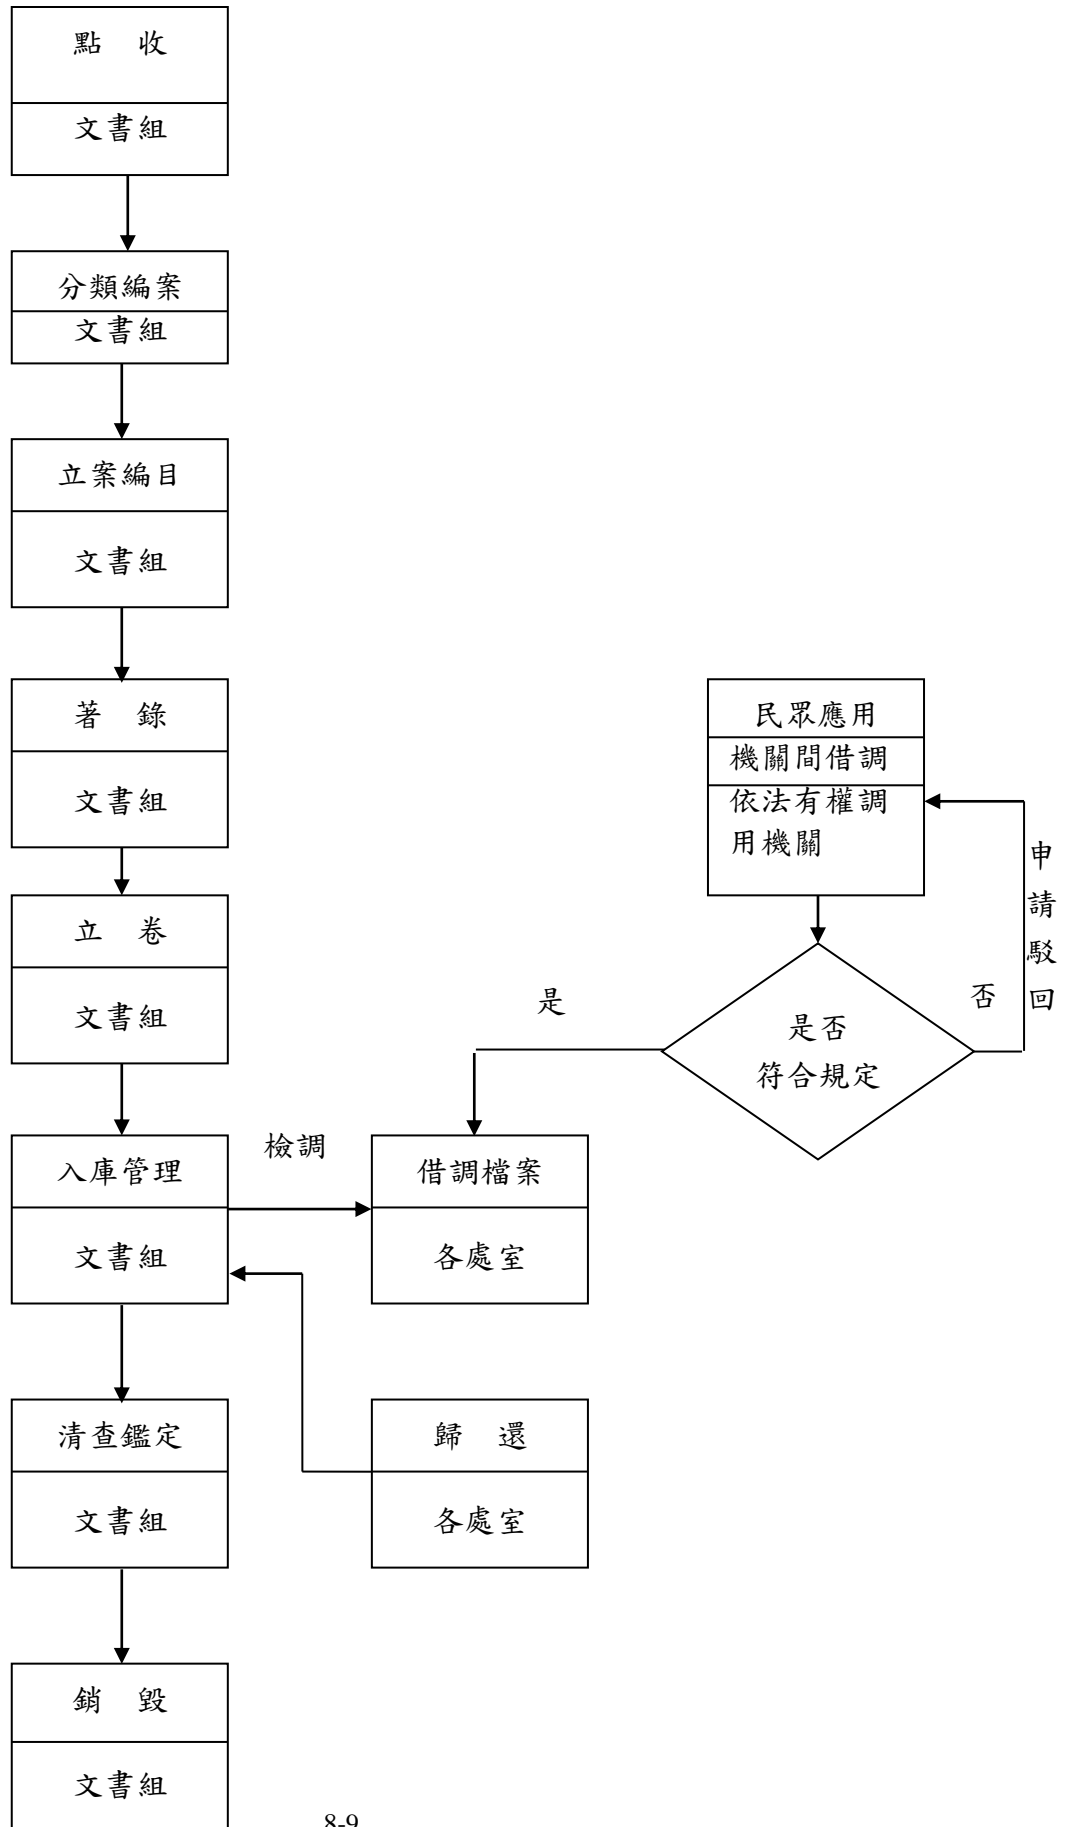 點　收
文書組
分類編案
文書組
立案編目
文書組
著　錄
文書組
立　卷
文書組
入庫管理
文書組
清查鑑定
文書組
銷　毀
文書組
檢調
借調檔案
各處室
歸　還
各處室
民眾應用
機關間借調
依法有權調
用機關
是否
符合規定
是
否
申請駁回
8-9